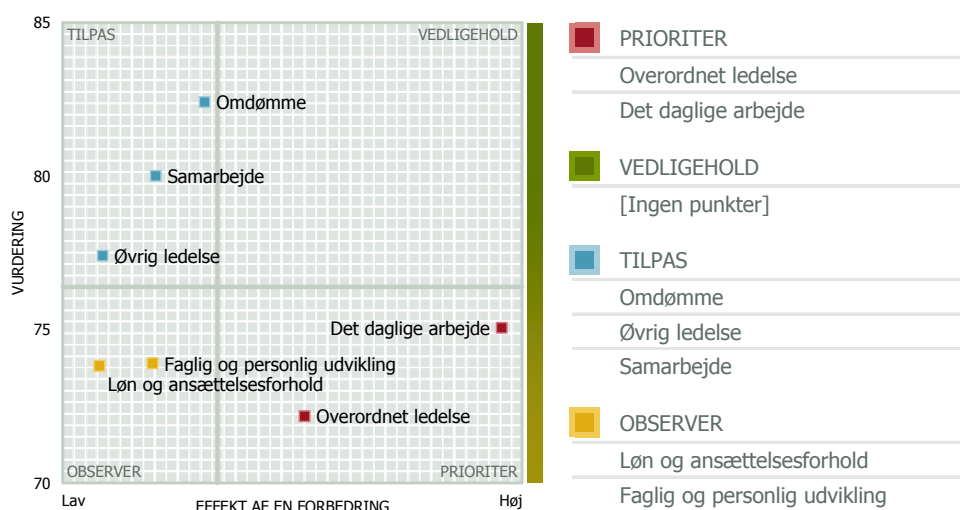 85
TILPAS
VEDLIGEHOLD
Omdømme
80
Samarbejde
Øvrig ledelse
VURDERING
75
Det daglige arbejde
Faglig og personlig udvikling
Løn og ansættelsesforhold
Overordnet ledelse
OBSERVER
PRIORITER
70
Lav
EFFEKT AF EN FORBEDRING
Høj
PRIORITER
Overordnet ledelse
Det daglige arbejde
VEDLIGEHOLD
[Ingen punkter]
TILPAS
Omdømme
Øvrig ledelse
Samarbejde
OBSERVER
Løn og ansættelsesforhold
Faglig og personlig udvikling